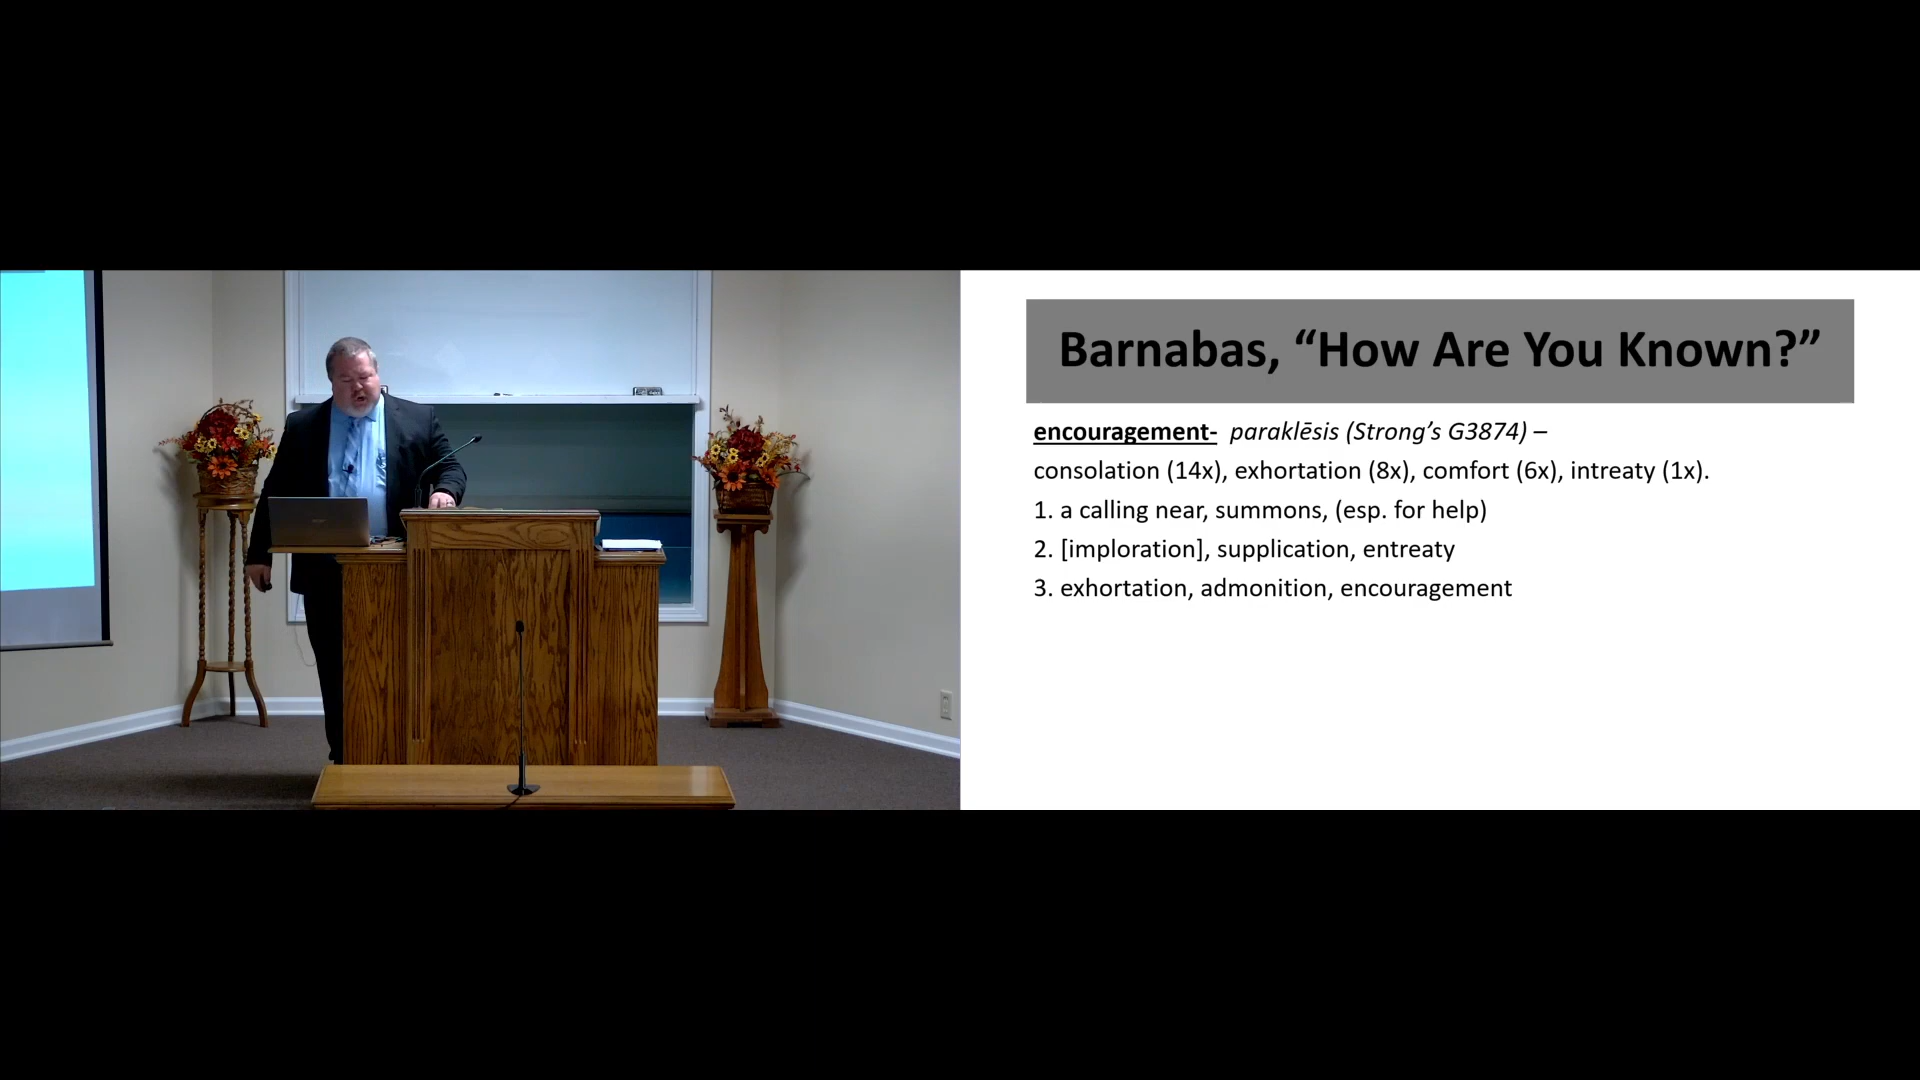 Barnabas, “How Are You Known?”
encouragement- paraklēsis (Strong’s G3874) –
consolation (14x), exhortation (8x), comfort (6x), intreaty (1x).
1. a calling near, summons, (esp. for help)
2. [imploration], supplication, entreaty
3. exhortation, admonition, encouragement